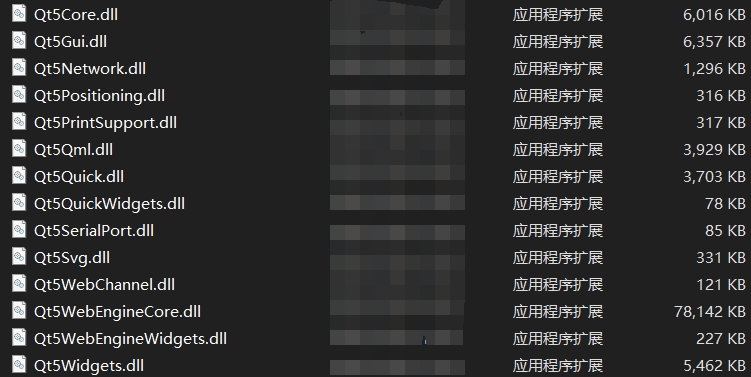 Qt5Core.dll 应用程序扩展 6,016 KB
Qt5Gui.dll 应用程序扩展 6,357 KB
Qt5Network.dll 应用程序扩展 1,296 KB
Qt5Positioning.dll 应用程序扩展 316 KB
Qt5PrintSupport.dll 应用程序扩展 317 KB
Qt5Qml.dll 应用程序扩展 3,929 KB
Qt5Quick.dll 应用程序扩展 3,703 KB
Qt5QuickWidgets.dll 应用程序扩展 78 KB
Qt5SerialPort.dll 应用程序扩展 85 KB
Qt5Svg.dll 应用程序扩展 331 KB
Qt5WebChannel.dll 应用程序扩展 121 KB
Qt5WebEngineCore.dll 应用程序扩展 78,142 KB
Qt5WebEngineWidgets.dll 应用程序扩展 227 KB
Qt5Widgets.dll 应用程序扩展 5,462 KB